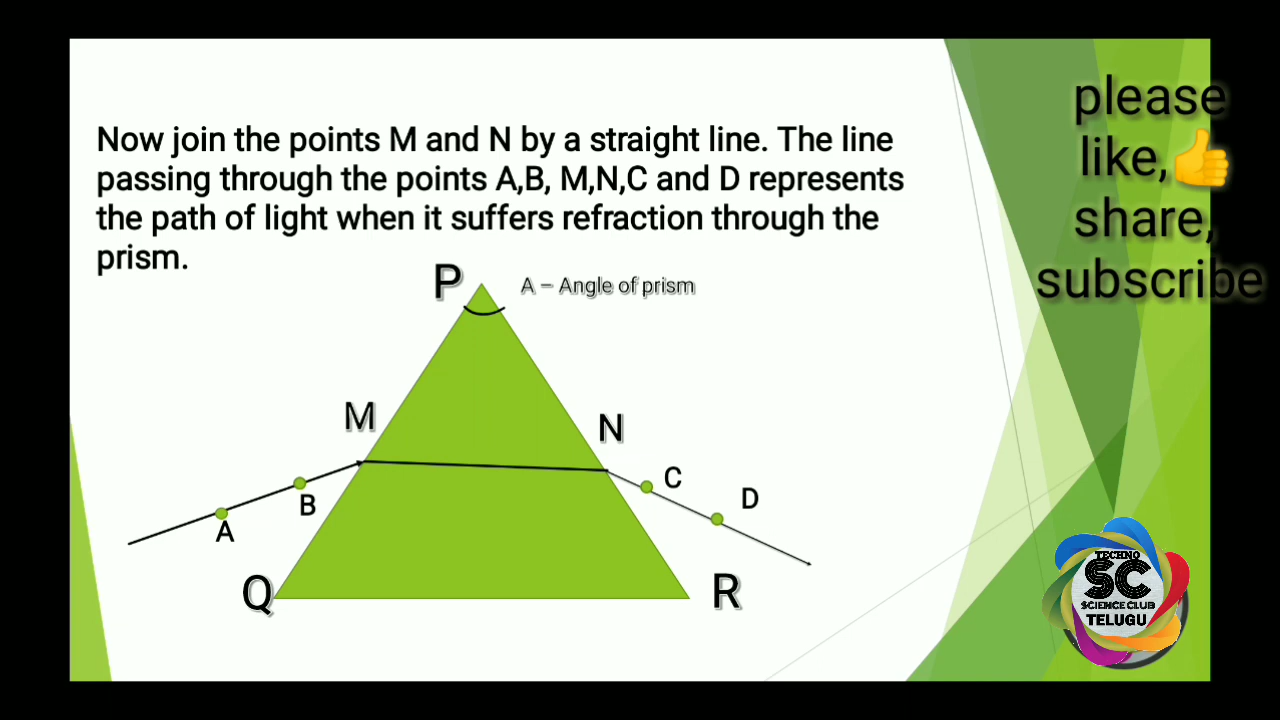 Now join the points M and N by a straight line. The line
passing through the points A,B, M,N,C and D represents
the path of light when it suffers refraction through the
prism.
please
like,👍
share,
subscribe
P
A – Angle of prism
M
N
B
A
C
D
Q
R
TECHNO
SC
SCIENCE CLUB
TELUGU